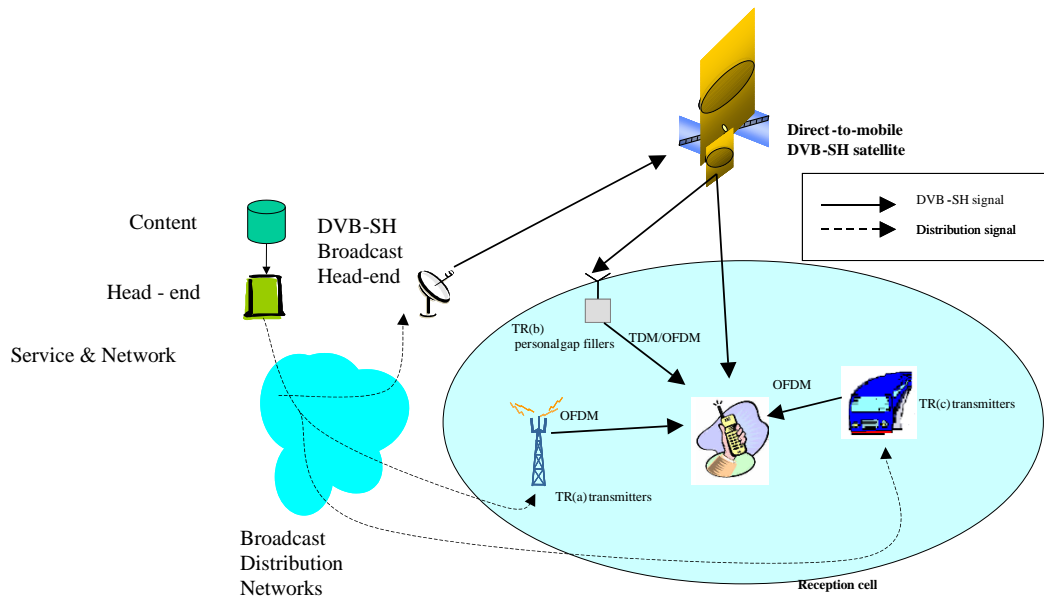 Direct-to-mobile
DVB-SH satellite
DVB-SH signal
Distribution signal
Content
DVB-SH
Broadcast
Head-end
Head - end
Service & Network
TR(b)
personalgap fillers
TDM/OFDM
OFDM
TR(c)transmitters
OFDM
TR(a)transmitters
Broadcast
Distribution
Networks
Reception cell